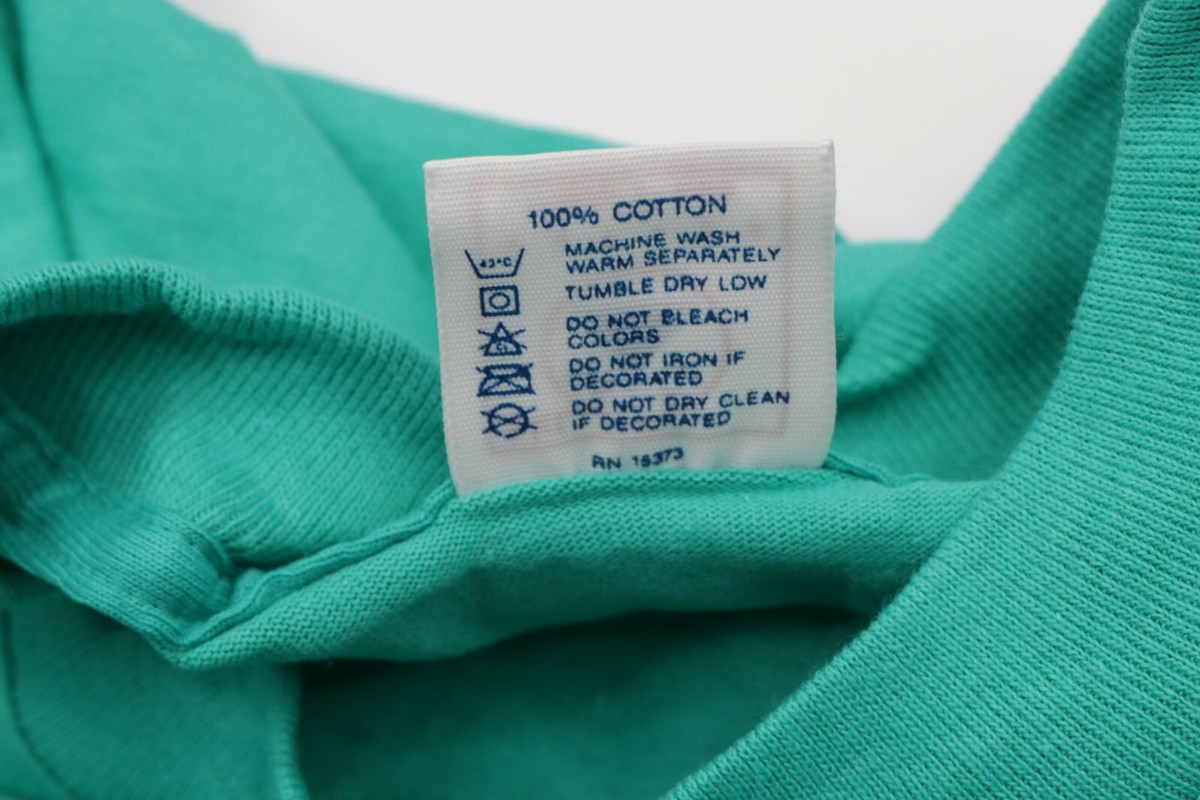 100% COTTON
43°C
MACHINE WASH
WARM SEPARATELY
TUMBLE DRY LOW
DO NOT BLEACH
COLORS
DO NOT IRON IF
DECORATED
DO NOT DRY CLEAN
IF DECORATED
RN 15373